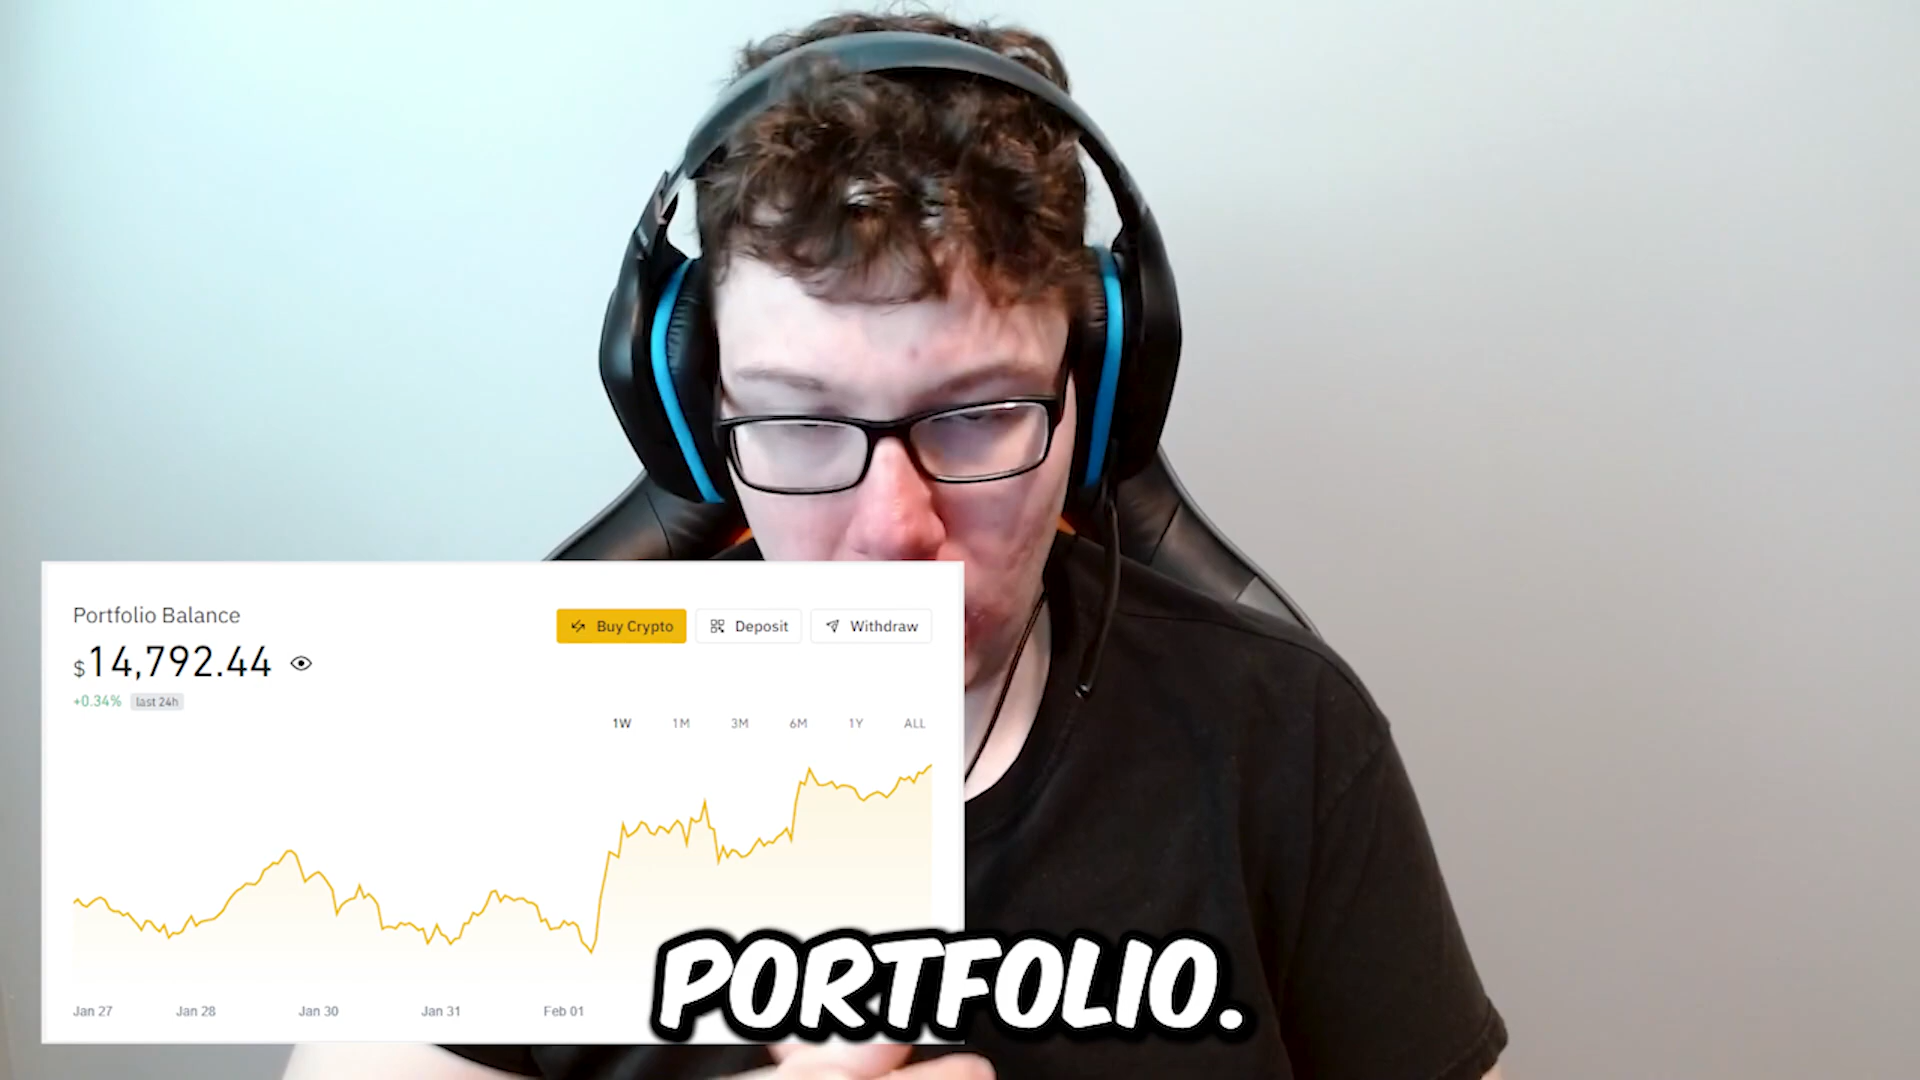 Portfolio Balance
$14,792.44
+0.34% last 24h
Buy Crypto Deposit Withdraw
1W 1M 3M 6M 1Y ALL
Jan 27 Jan 28 Jan 30 Jan 31 Feb 01
PORTFOLIO.